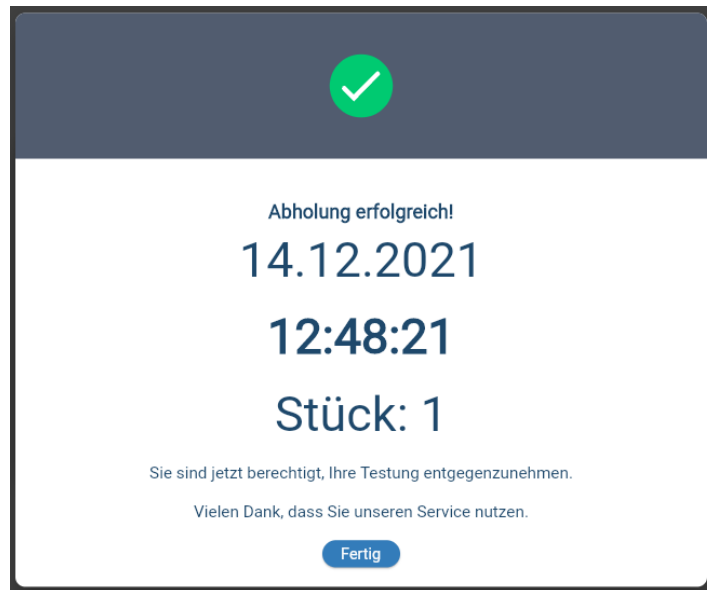 Abholung erfolgreich!
14.12.2021
12:48:21
Stück: 1
Sie sind jetzt berechtigt, Ihre Testung entgegenzunehmen.
Vielen Dank, dass Sie unseren Service nutzen.
Fertig